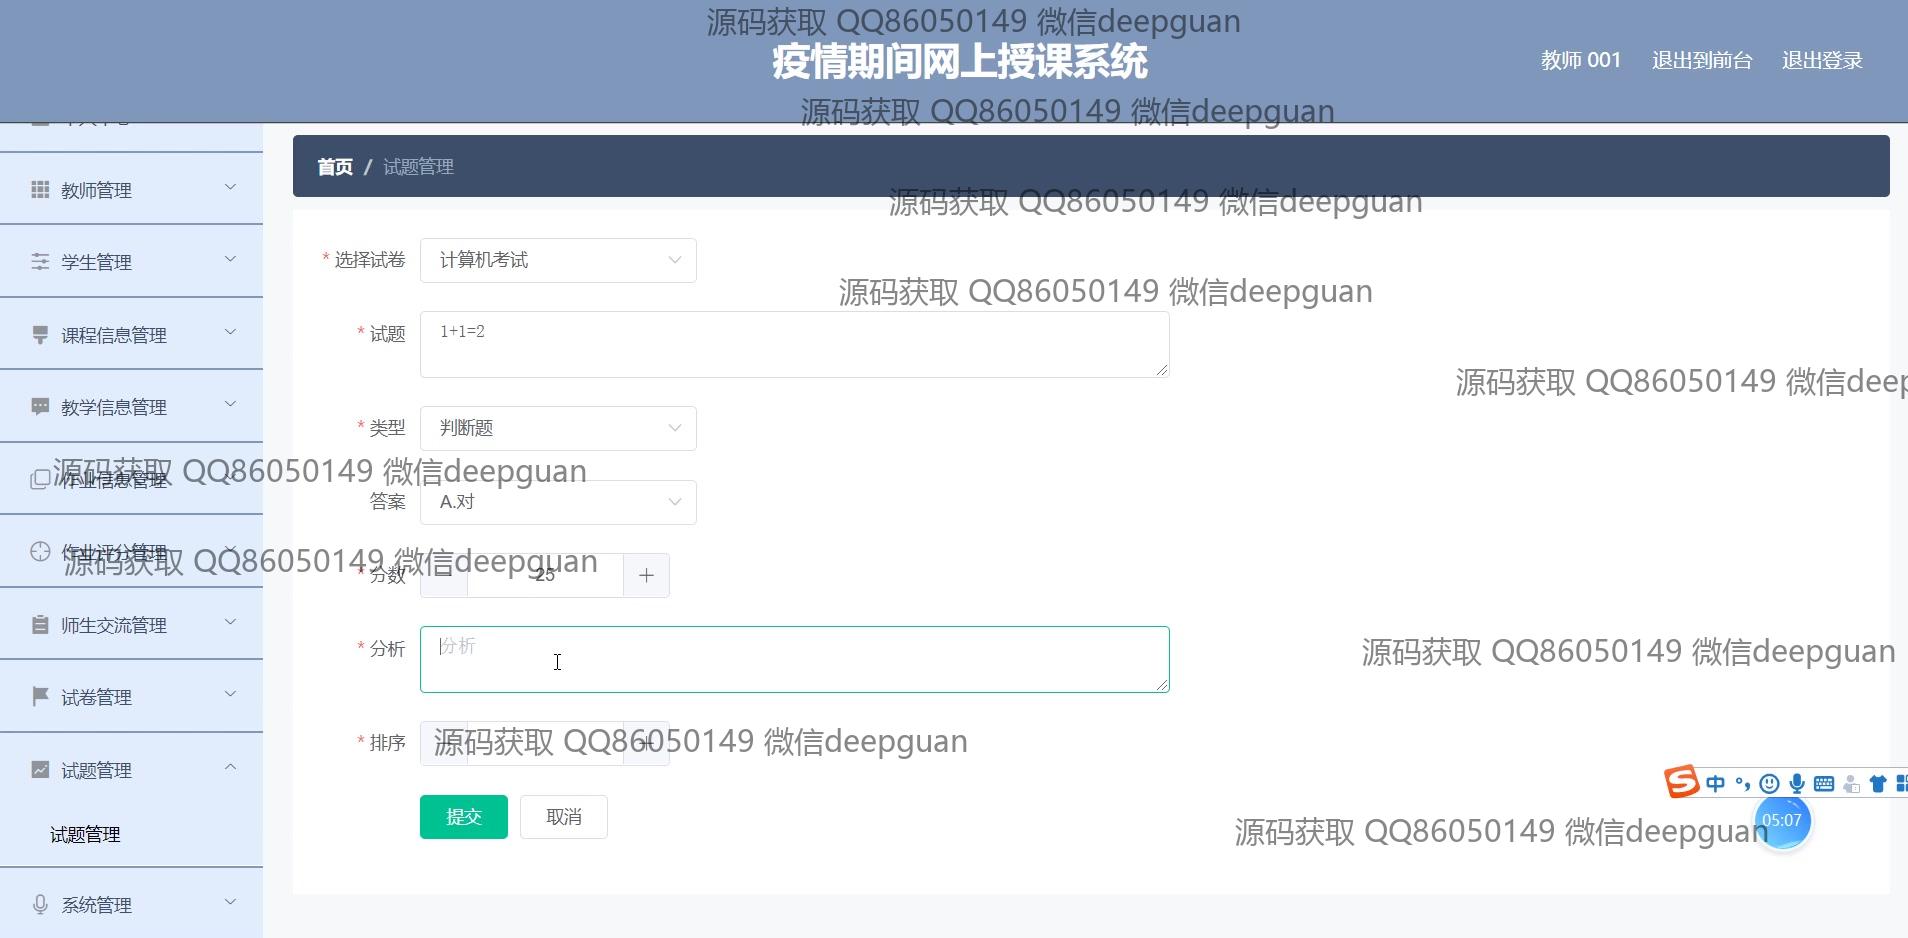 源码获取 QQ86050149 微信deepguan
疫情期间网上授课系统
教师 001 退出到前台 退出登录
源码获取 QQ86050149 微信deepguan
首页 / 试题管理
教师管理
源码获取 QQ86050149 微信deepguan
学生管理
* 选择试卷 计算机考试
源码获取 QQ86050149 微信deepguan
课程信息管理
* 试题 1+1=2
源码获取 QQ86050149 微信deep
教学信息管理
* 类型 判断题
源码获取 QQ86050149 微信deepguan
作业信息管理
答案 A.对
作业评分管理
源码获取 QQ86050149 微信deepguan
* 分数 25 +
师生交流管理
* 分析 分析
源码获取 QQ86050149 微信deepguan
试卷管理
* 排序 +
源码获取 QQ86050149 微信deepguan
试题管理
中
提交 取消
05:07
源码获取 QQ86050149 微信deepguan
试题管理
系统管理